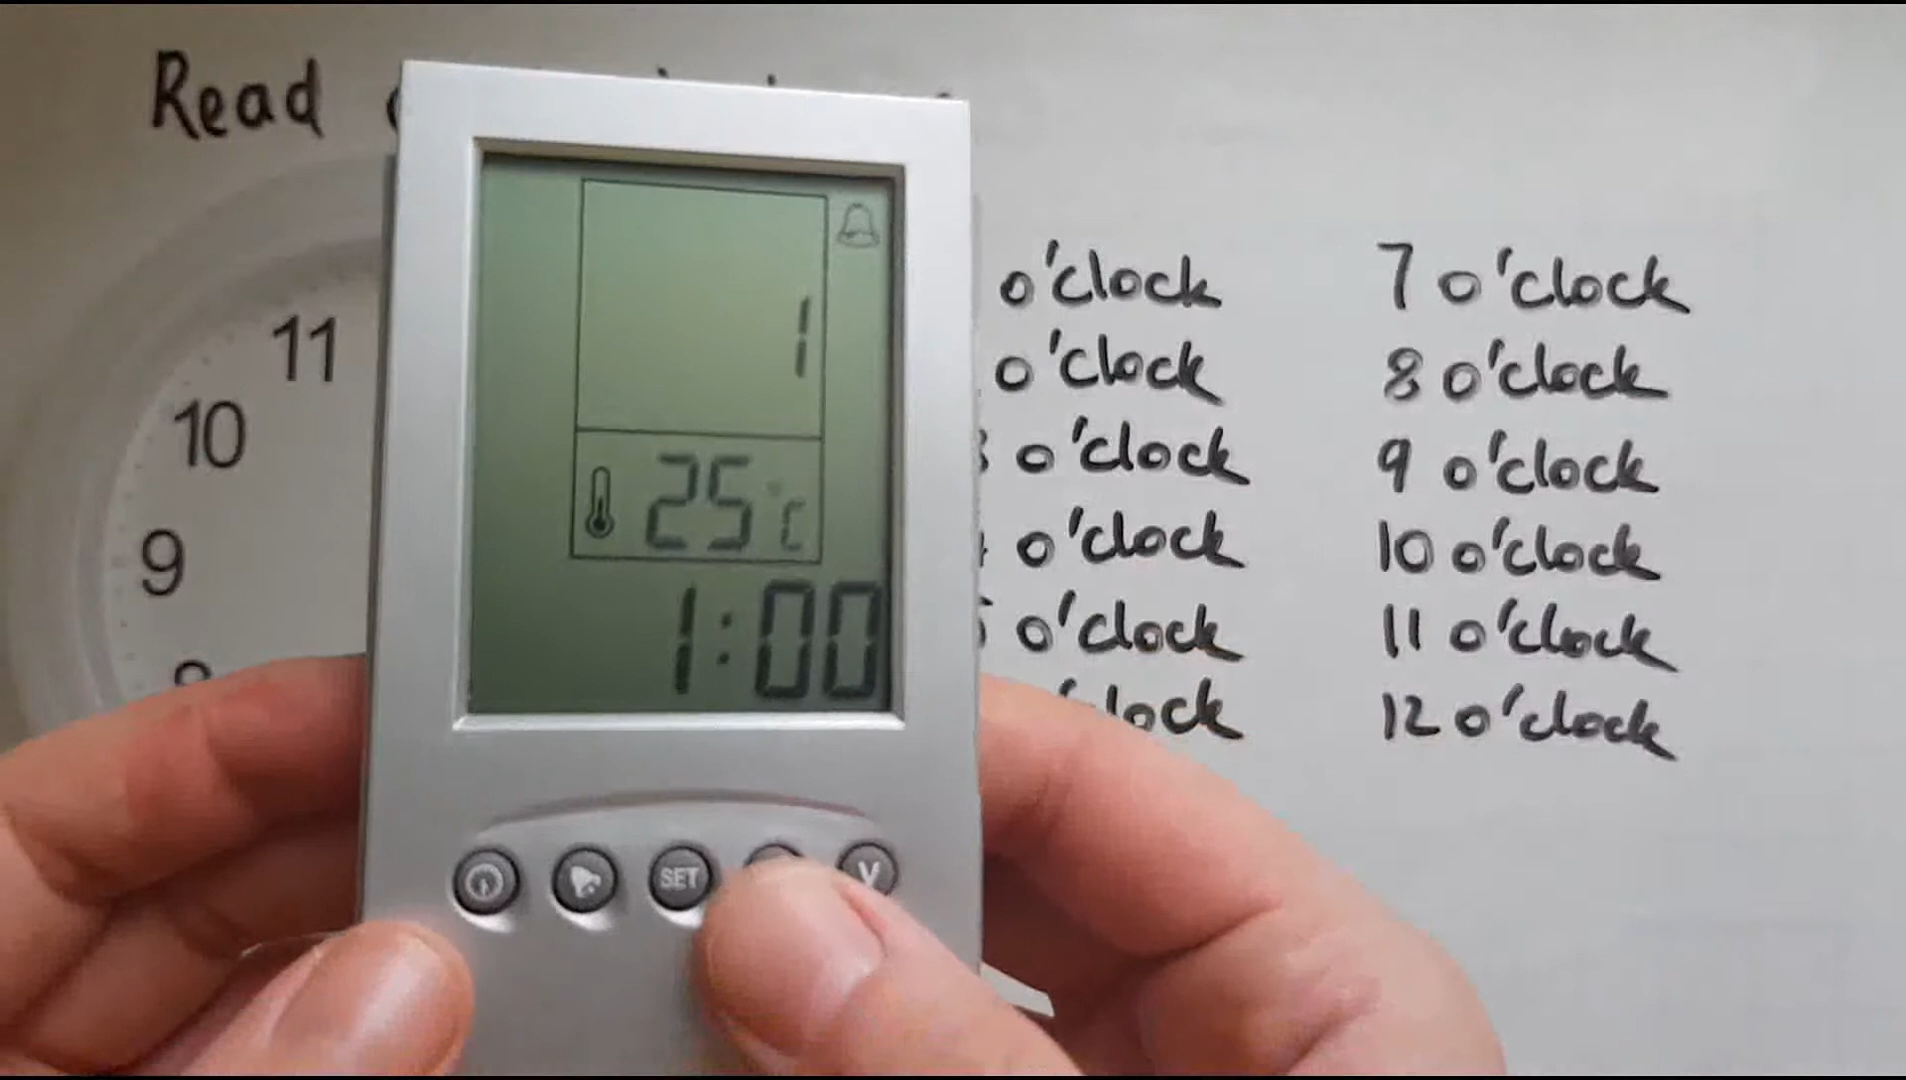 Read
11
10
9
1
25 °C
1:00
SET
V
o'clock
o'clock
o'clock
o'clock
o'clock
7 o'clock
8 o'clock
9 o'clock
10 o'clock
11 o'clock
12 o'clock